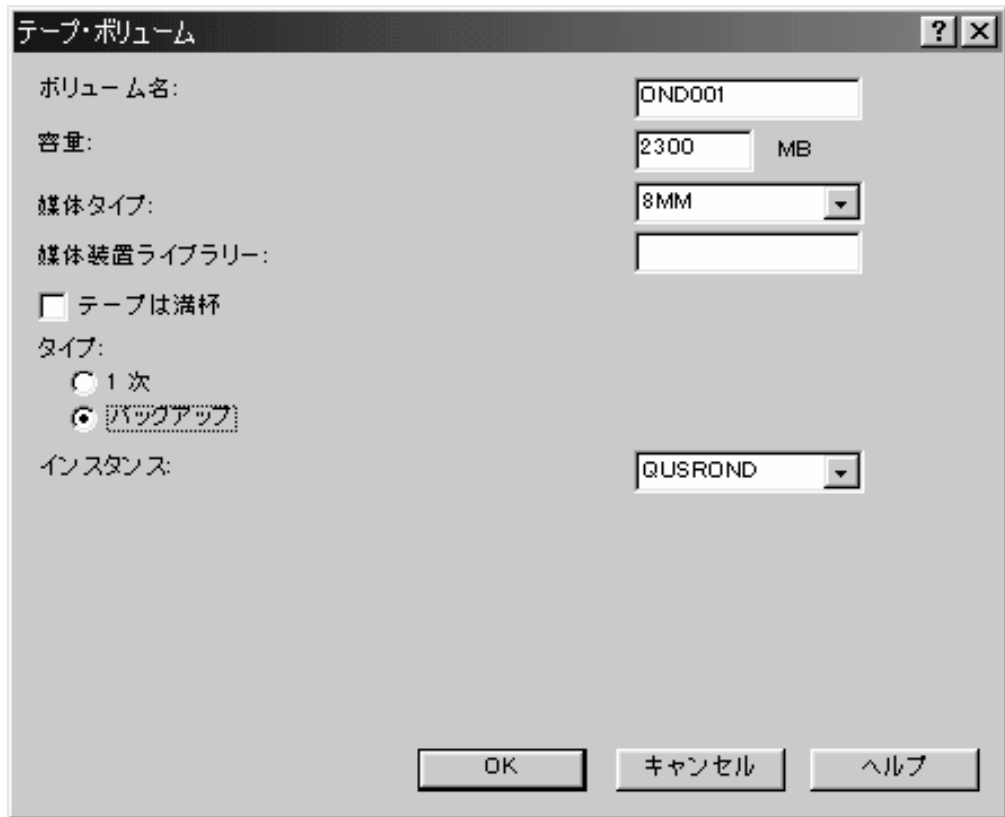 テープ・ボリューム
ボリューム名: OND001
容量: 2300 MB
媒体タイプ: 8MM
媒体装置ライブラリー:
テープは満杯
タイプ:
1 次
バックアップ
インスタンス: QUSROND
OK キャンセル ヘルプ